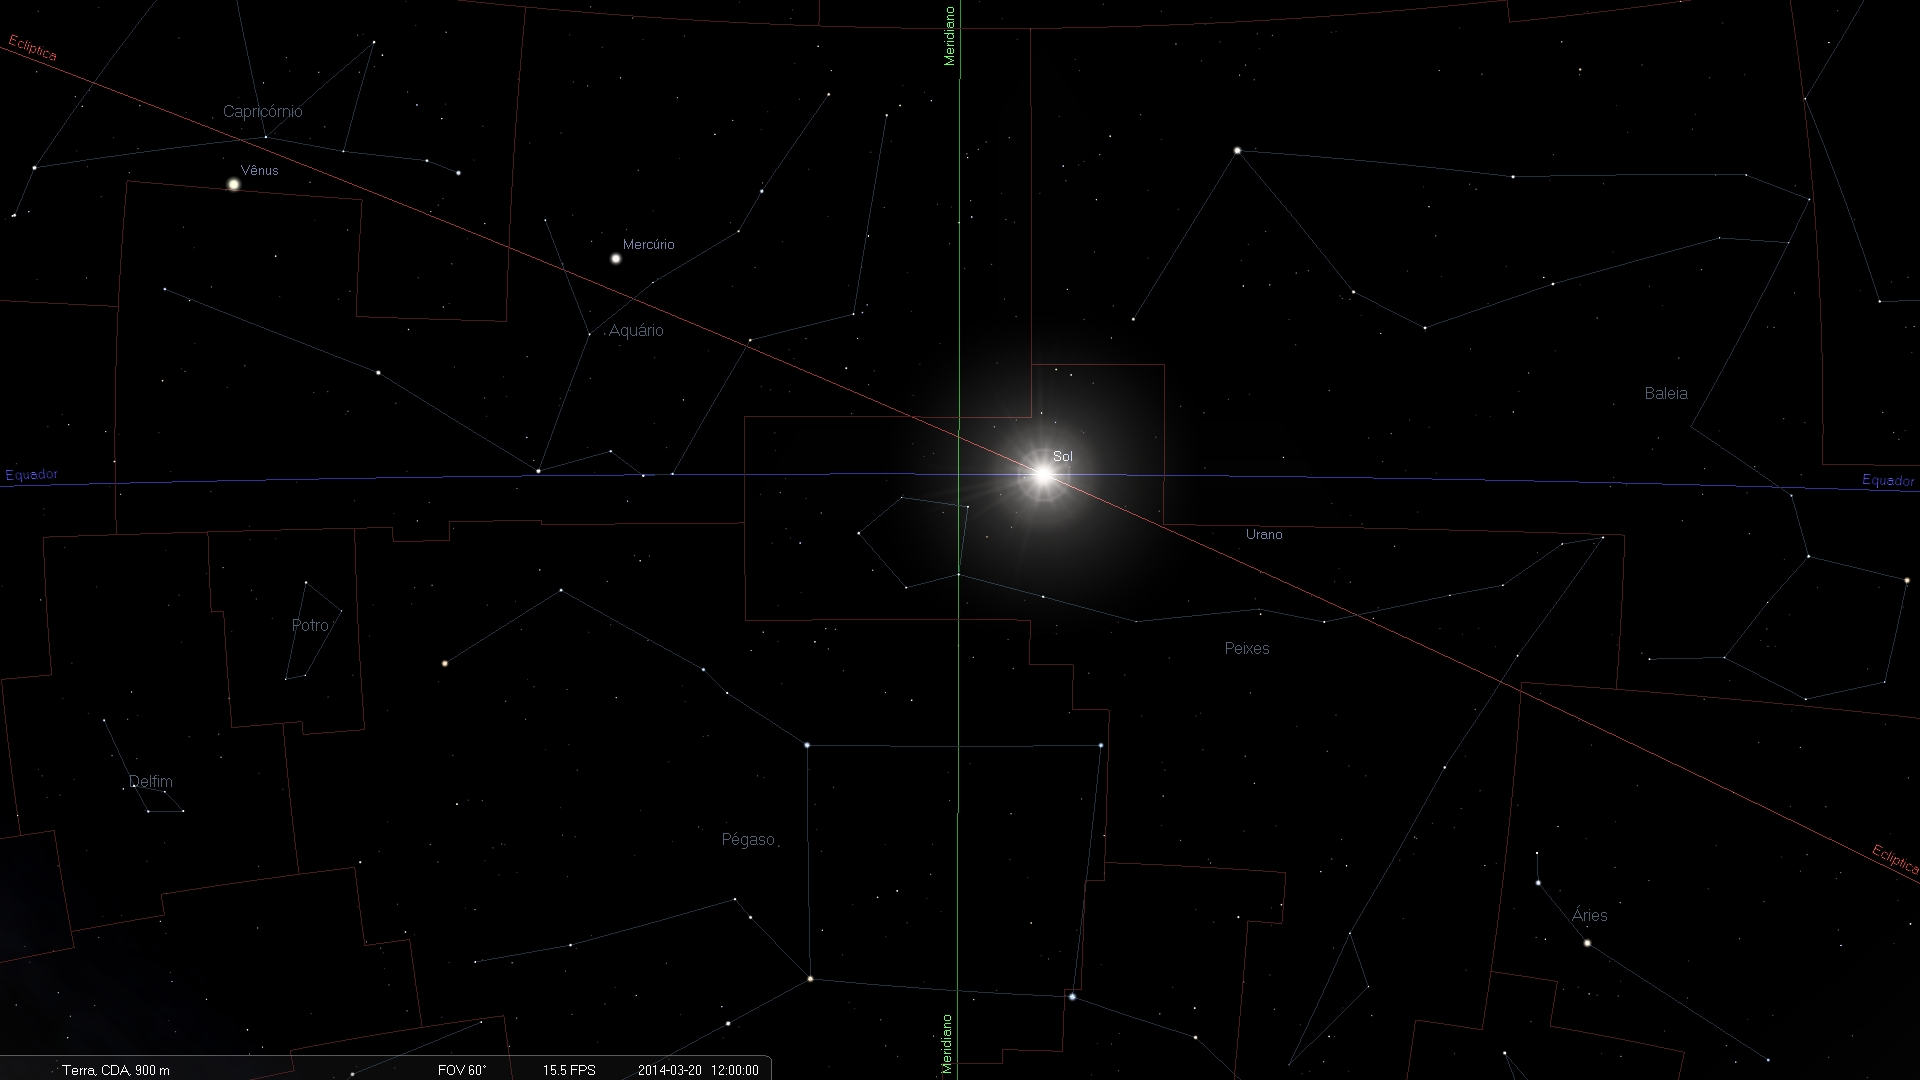 Meridiano
Eclíptica
Capricórnio
Vênus
Mercúrio
Aquário
Baleia
Sol
Equador
Equador
Urano
Potro
Peixes
Delfim
Pégaso
Eclíptica
Áries
Meridiano
Terra, CDA, 900 m FOV 60° 15.5 FPS 2014-03-20 12:00:00